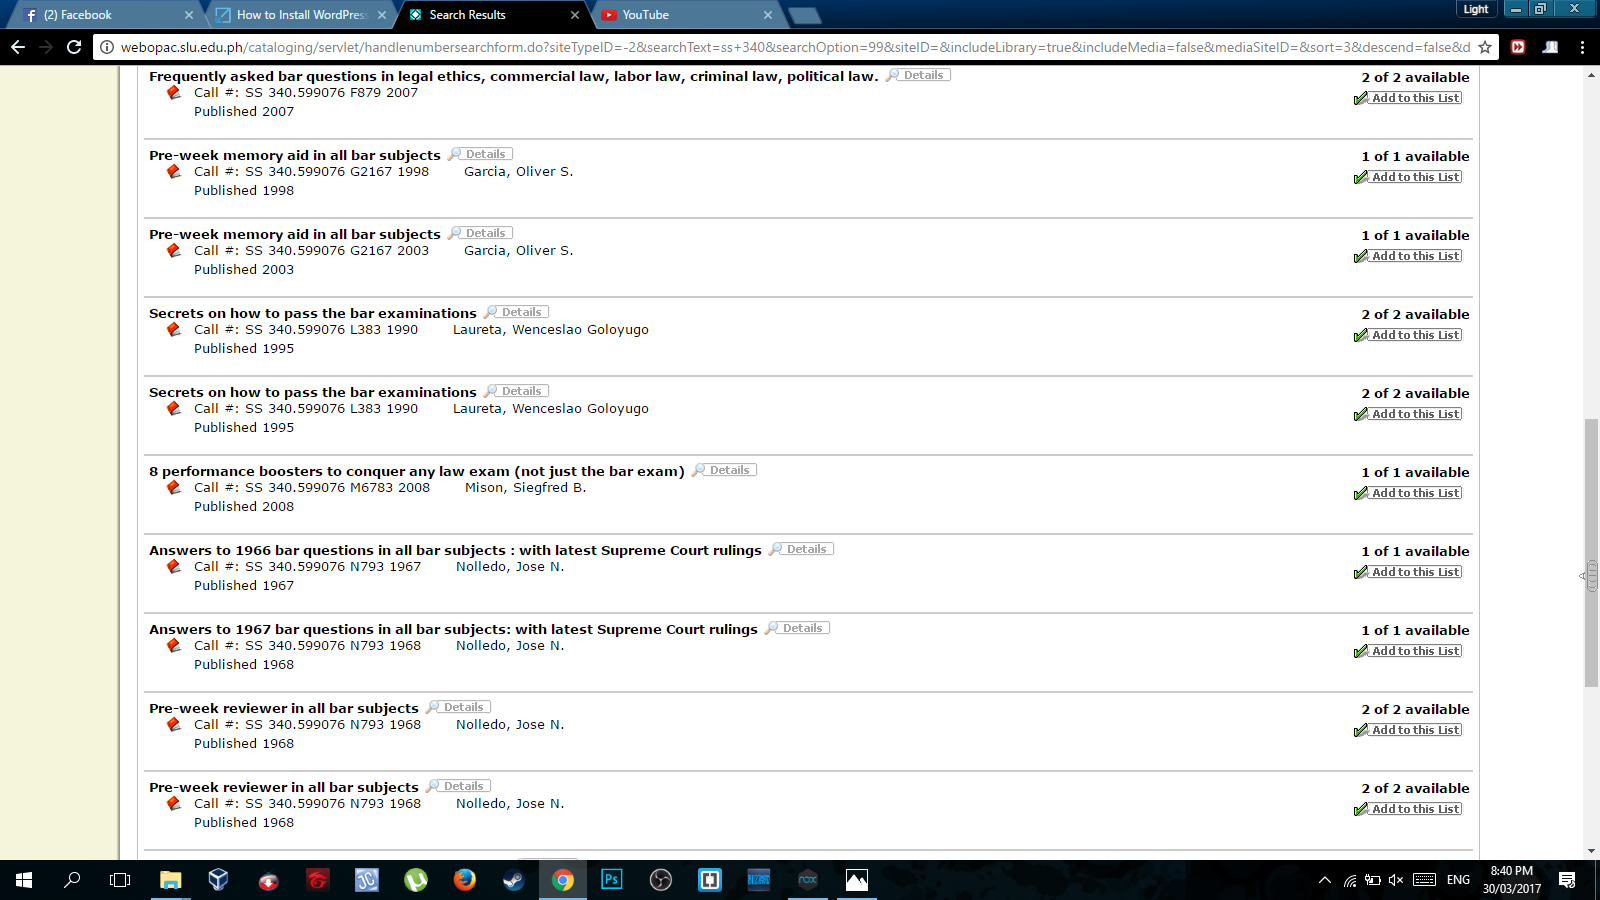 (2) Facebook
How to Install WordPress
Search Results
YouTube
Light
webopac.slu.edu.ph/cataloging/servlet/handlenumbersearchform.do?siteTypeID=-2&searchText=ss+340&searchOption=99&siteID=&includeLibrary=true&includeMedia=false&mediaSiteID=&sort=3&descend=false&d
Frequently asked bar questions in legal ethics, commercial law, labor law, criminal law, political law. Details
2 of 2 available
Call #: SS 340.599076 F879 2007
Add to this List
Published 2007
Pre-week memory aid in all bar subjects Details
1 of 1 available
Call #: SS 340.599076 G2167 1998 Garcia, Oliver S.
Add to this List
Published 1998
Pre-week memory aid in all bar subjects Details
1 of 1 available
Call #: SS 340.599076 G2167 2003 Garcia, Oliver S.
Add to this List
Published 2003
Secrets on how to pass the bar examinations Details
2 of 2 available
Call #: SS 340.599076 L383 1990 Laureta, Wenceslao Goloyugo
Add to this List
Published 1995
Secrets on how to pass the bar examinations Details
2 of 2 available
Call #: SS 340.599076 L383 1990 Laureta, Wenceslao Goloyugo
Add to this List
Published 1995
8 performance boosters to conquer any law exam (not just the bar exam) Details
1 of 1 available
Call #: SS 340.599076 M6783 2008 Mison, Siegfred B.
Add to this List
Published 2008
Answers to 1966 bar questions in all bar subjects : with latest Supreme Court rulings Details
1 of 1 available
Call #: SS 340.599076 N793 1967 Nolledo, Jose N.
Add to this List
Published 1967
Answers to 1967 bar questions in all bar subjects: with latest Supreme Court rulings Details
1 of 1 available
Call #: SS 340.599076 N793 1968 Nolledo, Jose N.
Add to this List
Published 1968
Pre-week reviewer in all bar subjects Details
2 of 2 available
Call #: SS 340.599076 N793 1968 Nolledo, Jose N.
Add to this List
Published 1968
Pre-week reviewer in all bar subjects Details
2 of 2 available
Call #: SS 340.599076 N793 1968 Nolledo, Jose N.
Add to this List
Published 1968
Ps
ENG
8:40 PM
30/03/2017